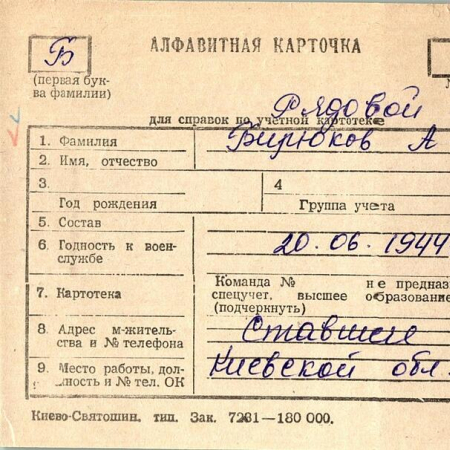 Б
АЛФАВИТНАЯ КАРТОЧКА
(первая бук-
ва фамилии)
Рядовой
для справок по учетной картотеке
1. Фамилия Бирюков А
2. Имя, отчество
3. 4
Год рождения Группа учета
5. Состав
6. Годность к воен- 20.06.1944
службе
Команда № не предназ
7. Картотека спецучет, высшее образование
(подчеркнуть)
8. Адрес м-житель- Ставище
ства и № телефона
9. Место работы, дол- Киевской обл.
жность и № тел. ОК
Киево-Святошин. тип. Зак. 7231—180 000.